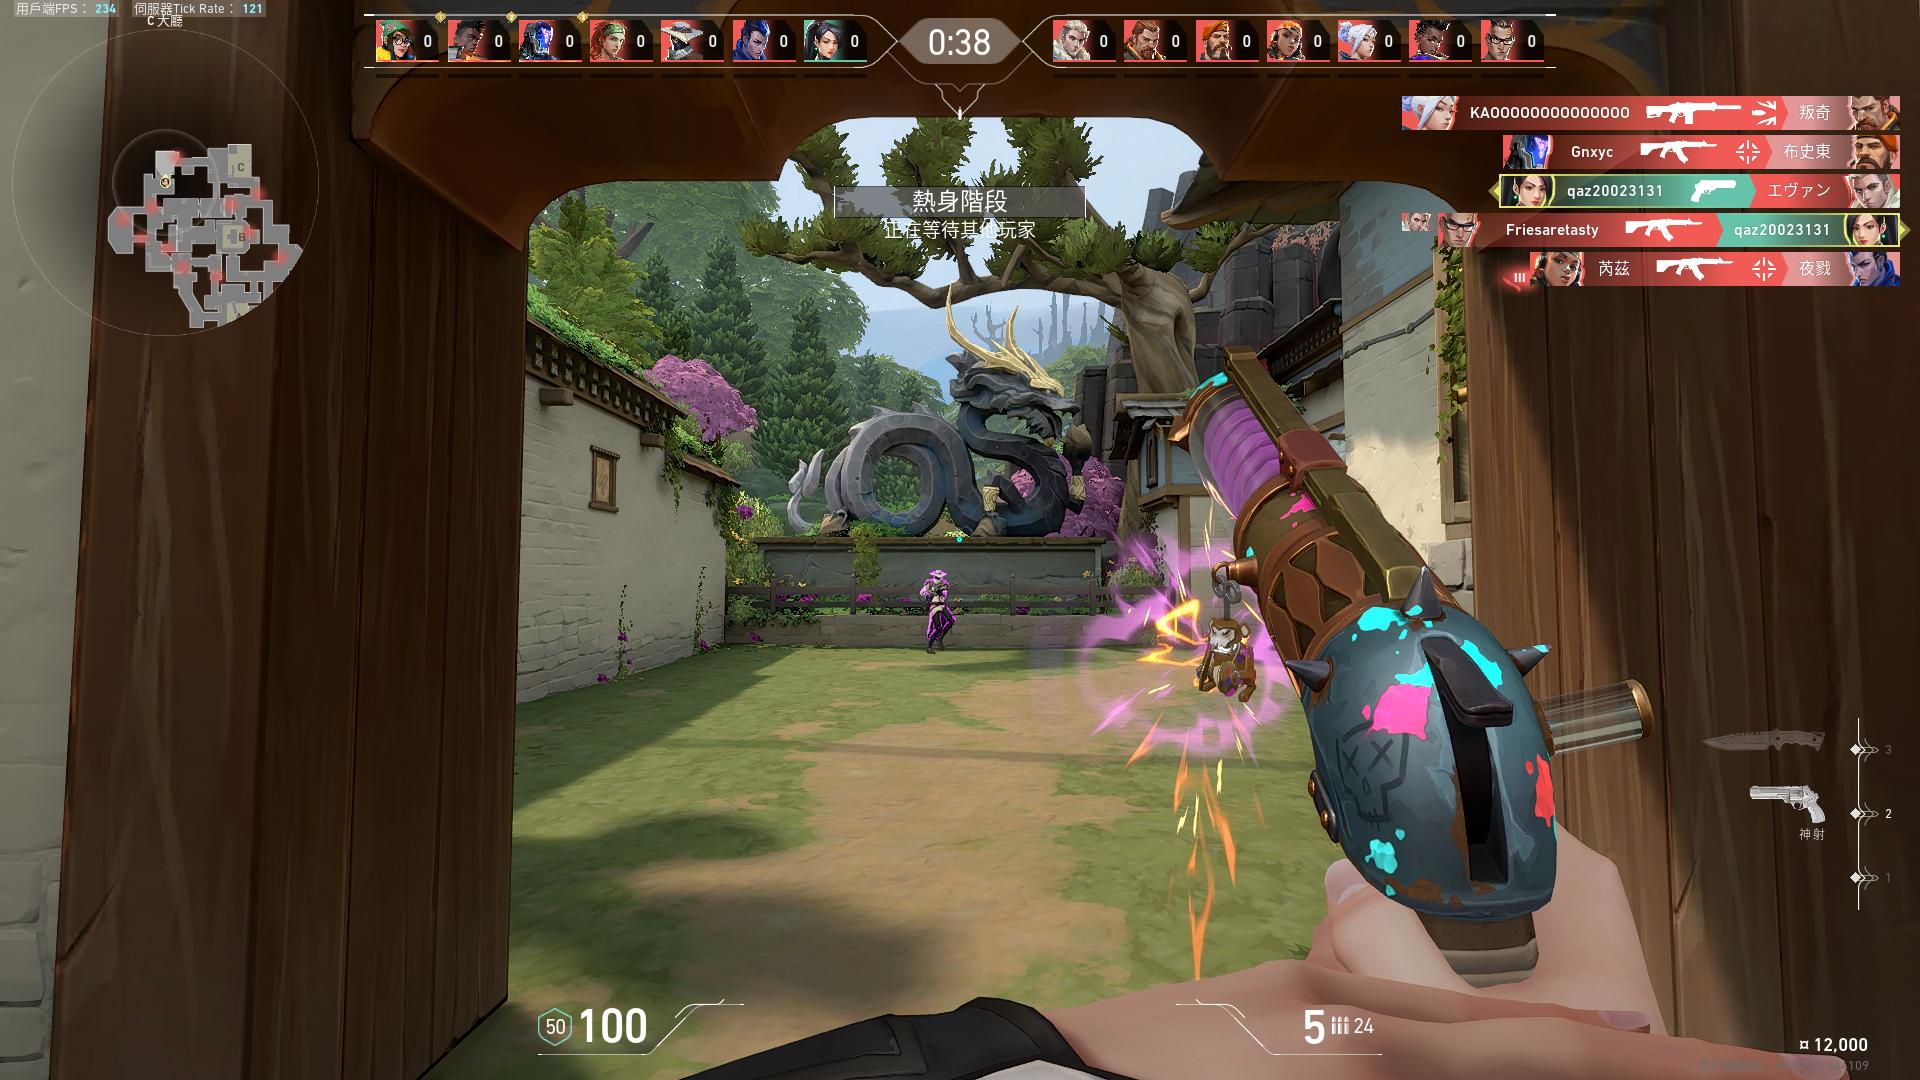 用戶端FPS： 234 伺服器Tick Rate： 121
C 大廳
0 0 0 0 0 0 0
0:38
0 0 0 0 0 0 0
C
B
A
熱身階段
正在等待其他玩家
KAOOOOOOOOOOOOOO 叛奇
Gnxyc 布史東
qaz20023131 エヴァン
Friesaretasty qaz20023131
芮茲 夜戮
3
2
神射
1
50 100
5 24
¤ 12,000